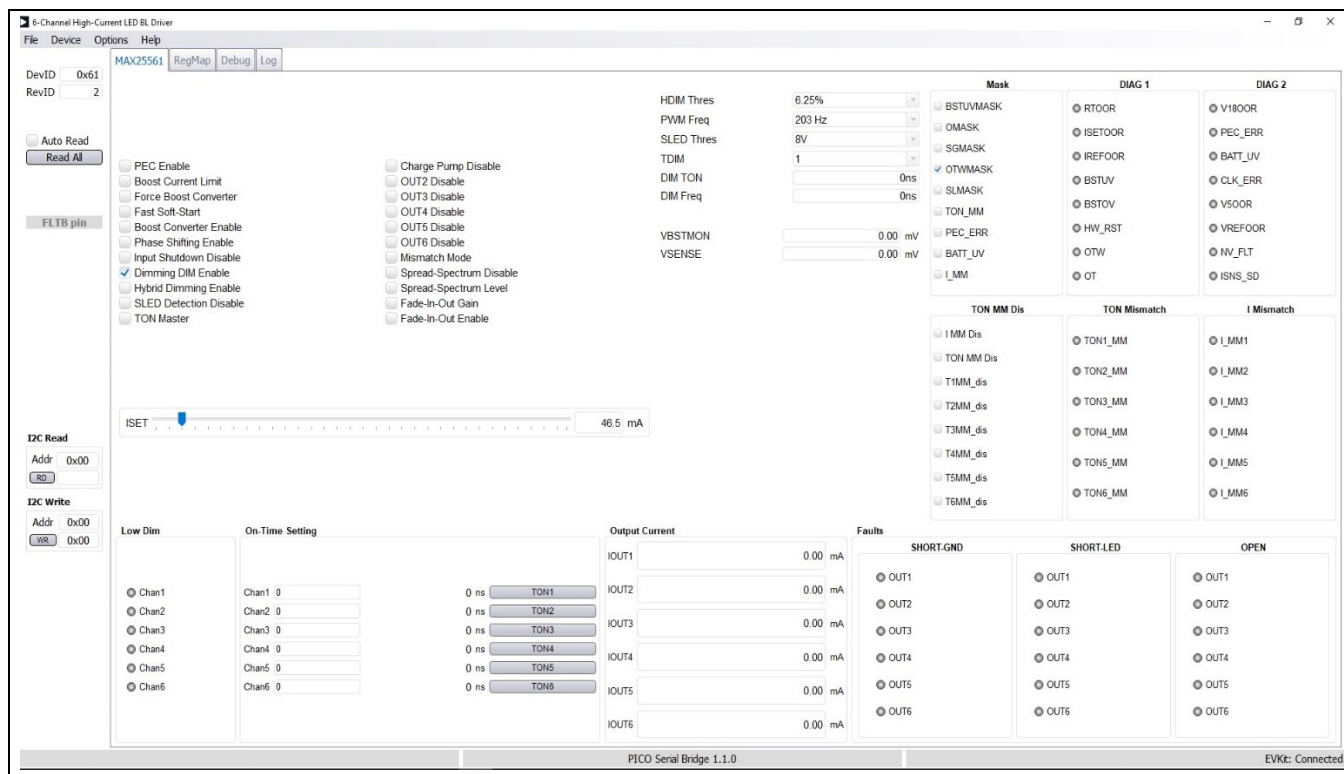 6-Channel High-Current LED BL Driver
File Device Options Help
MAX25561 RegMap Debug Log
DevID 0x61
RevID 2
Auto Read
Read All
FLTB pin
PEC Enable
Boost Current Limit
Force Boost Converter
Fast Soft-Start
Boost Converter Enable
Phase Shifting Enable
Input Shutdown Disable
Dimming DIM Enable
Hybrid Dimming Enable
SLED Detection Disable
TON Master
Charge Pump Disable
OUT2 Disable
OUT3 Disable
OUT4 Disable
OUT5 Disable
OUT6 Disable
Mismatch Mode
Spread-Spectrum Disable
Spread-Spectrum Level
Fade-In-Out Gain
Fade-In-Out Enable
HDIM Thres 6.25%
PWM Freq 203 Hz
SLED Thres 8V
TDIM 1
DIM TON 0ns
DIM Freq 0ns
VBSTMON 0.00 mV
VSENSE 0.00 mV
Mask
BSTUVMASK
OMASK
SGMASK
OTWMASK
SLMASK
TON_MM
PEC_ERR
BATT_UV
I_MM
DIAG 1
RTOOR
ISETOOR
IREFOOR
BSTUV
BSTOV
HW_RST
OTW
OT
DIAG 2
V18OOR
PEC_ERR
BATT_UV
CLK_ERR
V5OOR
VREFOOR
NV_FLT
ISNS_SD
TON MM Dis
I MM Dis
TON MM Dis
T1MM_dis
T2MM_dis
T3MM_dis
T4MM_dis
T5MM_dis
T6MM_dis
TON Mismatch
TON1_MM
TON2_MM
TON3_MM
TON4_MM
TON5_MM
TON6_MM
I Mismatch
I_MM1
I_MM2
I_MM3
I_MM4
I_MM5
I_MM6
ISET 46.5 mA
I2C Read
Addr 0x00
RD
I2C Write
Addr 0x00
WR 0x00
Low Dim
Chan1
Chan2
Chan3
Chan4
Chan5
Chan6
On-Time Setting
Chan1 0 0 ns TON1
Chan2 0 0 ns TON2
Chan3 0 0 ns TON3
Chan4 0 0 ns TON4
Chan5 0 0 ns TON5
Chan6 0 0 ns TON6
Output Current
IOUT1 0.00 mA
IOUT2 0.00 mA
IOUT3 0.00 mA
IOUT4 0.00 mA
IOUT5 0.00 mA
IOUT6 0.00 mA
Faults
SHORT-GND
OUT1
OUT2
OUT3
OUT4
OUT5
OUT6
SHORT-LED
OUT1
OUT2
OUT3
OUT4
OUT5
OUT6
OPEN
OUT1
OUT2
OUT3
OUT4
OUT5
OUT6
PICO Serial Bridge 1.1.0
EVKit: Connected